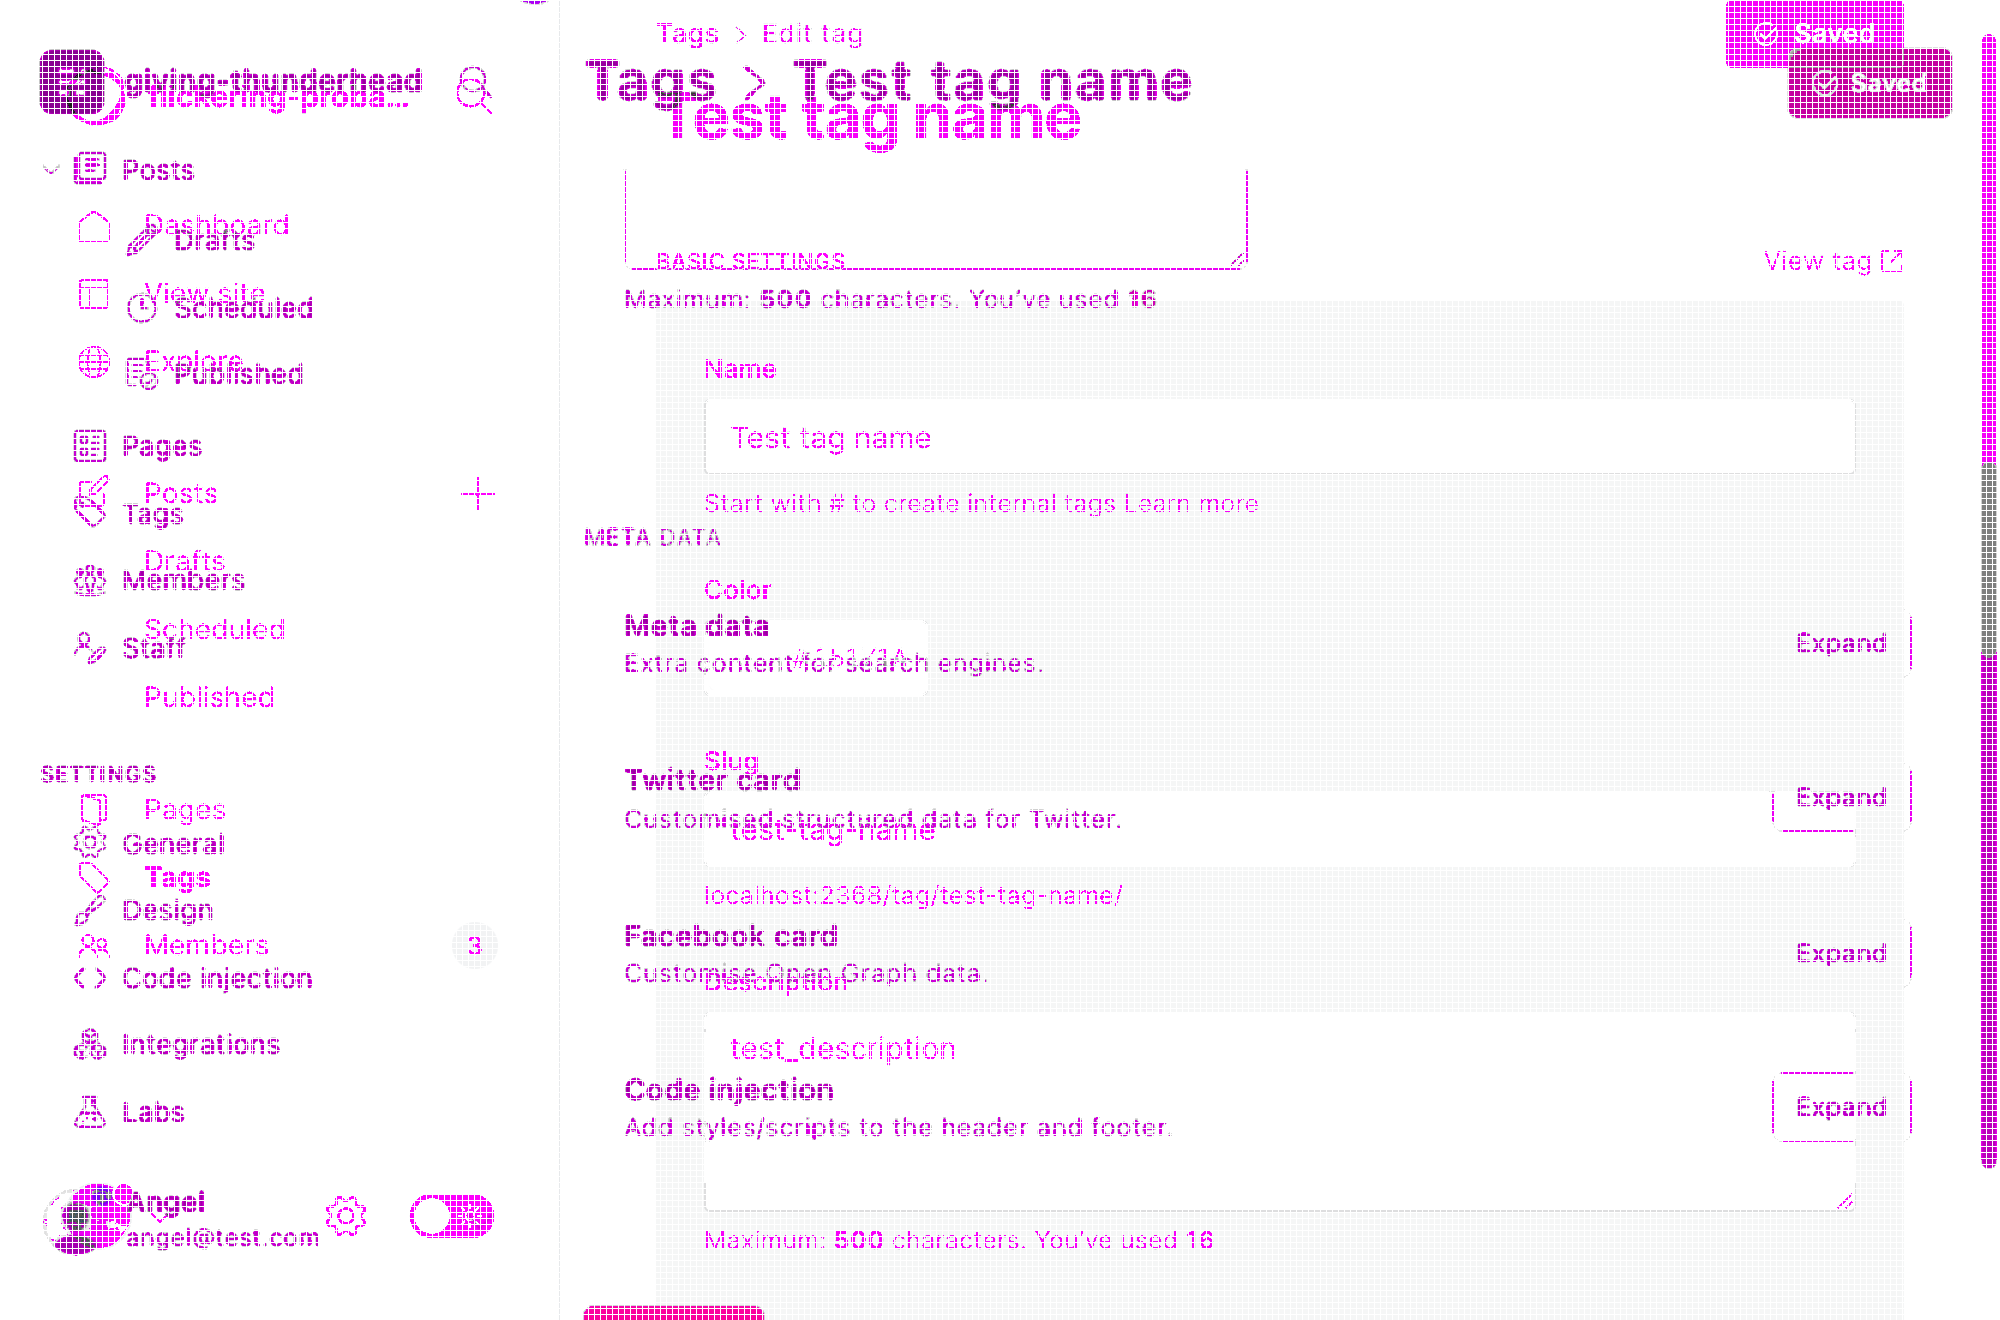 Tags > Edit tag
Saved
giving-thunderhead
Tags > Test tag name
Saved
Test tag name
Posts
Dashboard
Drafts
BASIC SETTINGS
View tag
View site
Scheduled
Maximum: 500 characters. You've used 16
Explore
Published
Name
Pages
Test tag name
Posts
Tags
Start with # to create internal tags Learn more
META DATA
Drafts
Members
Color
Scheduled
Staff
Meta data
Expand
Extra content for search engines.
Published
Slug
SETTINGS
Twitter card
Expand
Pages
Customised structured data for Twitter.
test-tag-name
General
Tags
localhost:2368/tag/test-tag-name/
Design
Facebook card
Members
3
Expand
Customise Open Graph data.
Code injection
Description
Integrations
test_description
Code injection
Labs
Expand
Add styles/scripts to the header and footer.
Angel
angel@test.com
Maximum: 500 characters. You've used 16